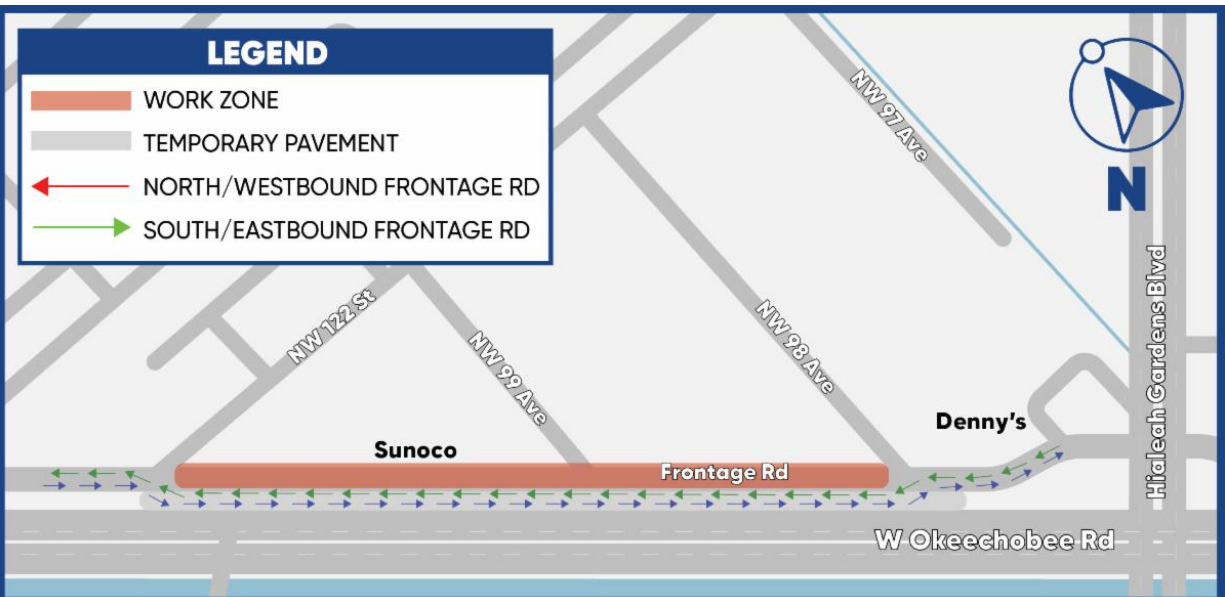 LEGEND
WORK ZONE
TEMPORARY PAVEMENT
NORTH/WESTBOUND FRONTAGE RD
SOUTH/EASTBOUND FRONTAGE RD
N
NW 97 Ave
NW 122 St
NW 99 Ave
NW 98 Ave
Hialeah Gardens Blvd
Denny's
Sunoco
Frontage Rd
W Okeechobee Rd